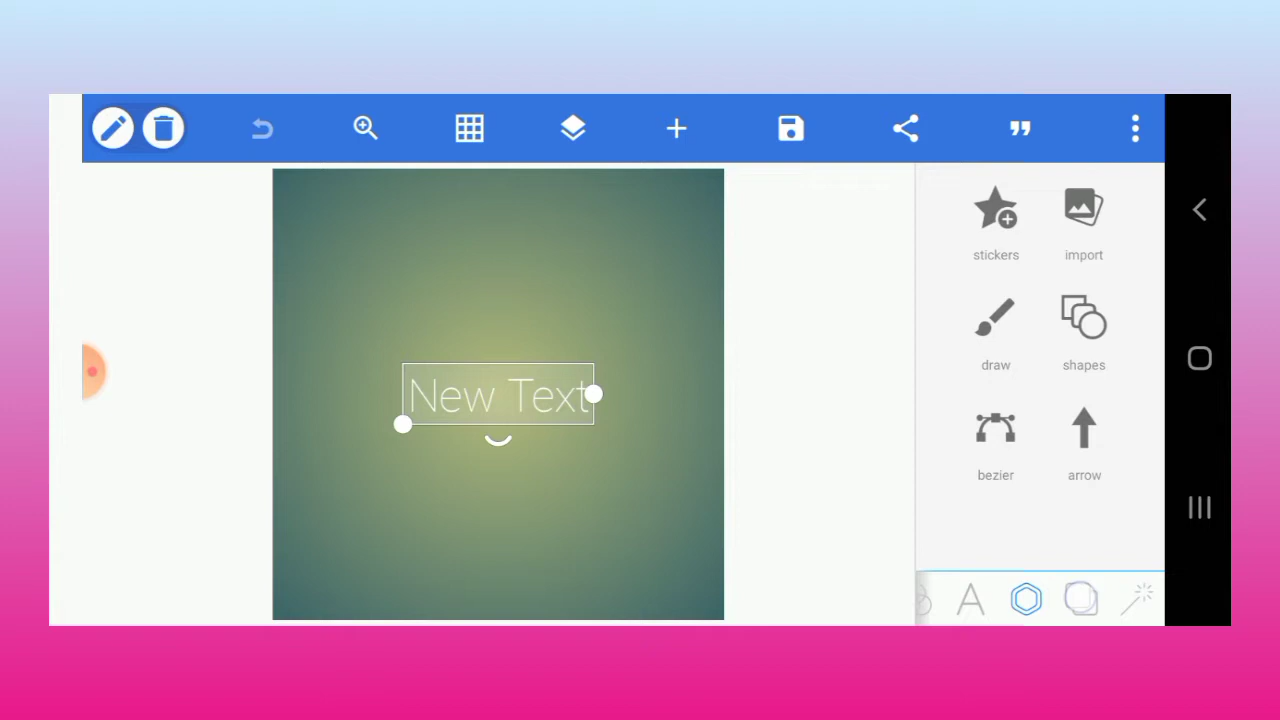 stickers
import
draw
shapes
New Text
bezier
arrow